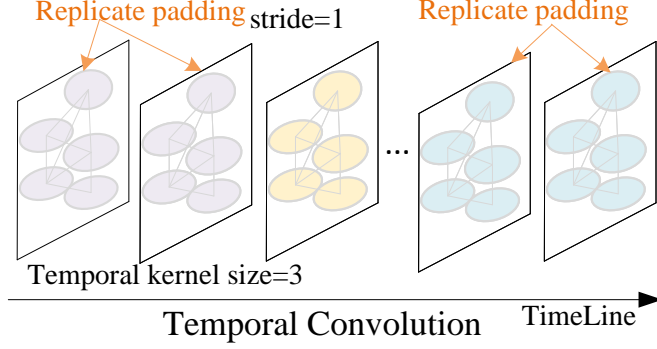 Replicate padding
stride=1
Replicate padding
...
Temporal kernel size=3
TimeLine
Temporal Convolution